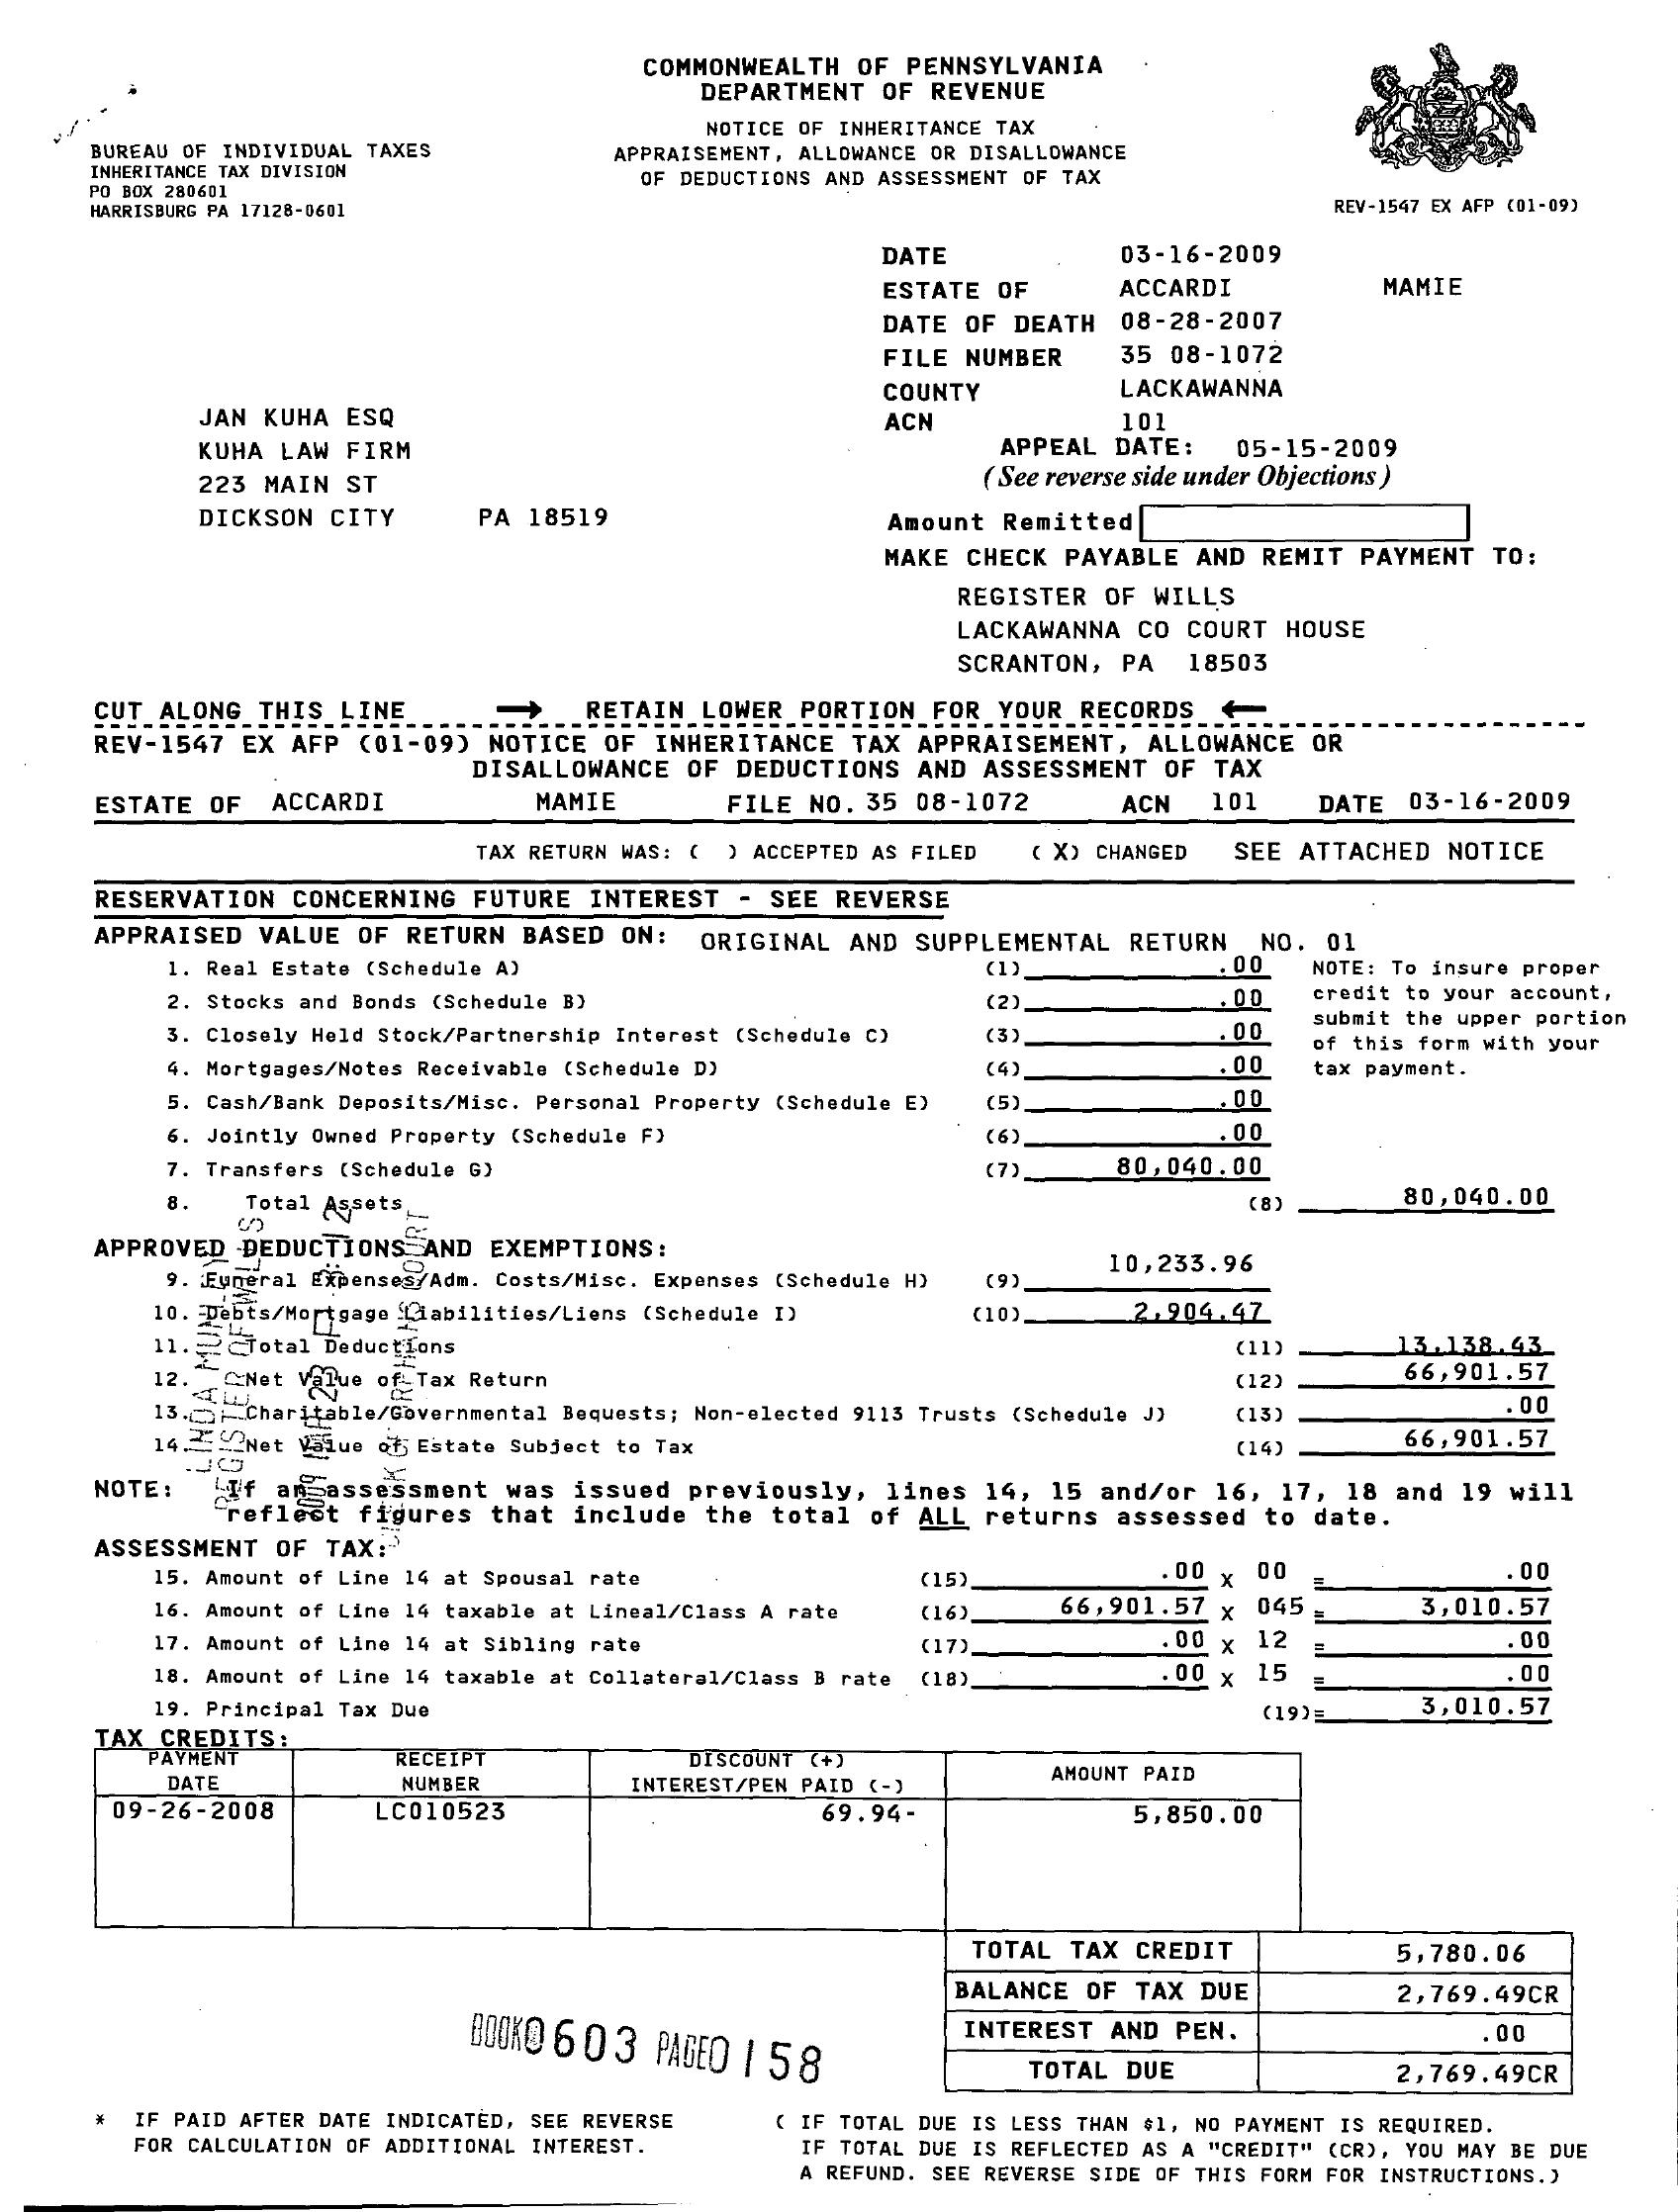 COMMONWEALTH OF PENNSYLVANIA
DEPARTMENT OF REVENUE
NOTICE OF INHERITANCE TAX
APPRAISEMENT, ALLOWANCE OR DISALLOWANCE
OF DEDUCTIONS AND ASSESSMENT OF TAX
BUREAU OF INDIVIDUAL TAXES
INHERITANCE TAX DIVISION
PO BOX 280601
HARRISBURG PA 17128-0601
REV-1547 EX AFP (01-09)
DATE 03-16-2009
ESTATE OF ACCARDI MAMIE
DATE OF DEATH 08-28-2007
FILE NUMBER 35 08-1072
COUNTY LACKAWANNA
ACN 101
APPEAL DATE: 05-15-2009
(See reverse side under Objections)
JAN KUHA ESQ
KUHA LAW FIRM
223 MAIN ST
DICKSON CITY PA 18519
Amount Remitted
MAKE CHECK PAYABLE AND REMIT PAYMENT TO:
REGISTER OF WILLS
LACKAWANNA CO COURT HOUSE
SCRANTON, PA 18503
CUT ALONG THIS LINE → RETAIN LOWER PORTION FOR YOUR RECORDS ←
REV-1547 EX AFP (01-09) NOTICE OF INHERITANCE TAX APPRAISEMENT, ALLOWANCE OR
DISALLOWANCE OF DEDUCTIONS AND ASSESSMENT OF TAX
ESTATE OF ACCARDI MAMIE FILE NO. 35 08-1072 ACN 101 DATE 03-16-2009
TAX RETURN WAS: ( ) ACCEPTED AS FILED (X) CHANGED SEE ATTACHED NOTICE
RESERVATION CONCERNING FUTURE INTEREST - SEE REVERSE
APPRAISED VALUE OF RETURN BASED ON: ORIGINAL AND SUPPLEMENTAL RETURN NO. 01
1. Real Estate (Schedule A) (1) .00
2. Stocks and Bonds (Schedule B) (2) .00
3. Closely Held Stock/Partnership Interest (Schedule C) (3) .00
4. Mortgages/Notes Receivable (Schedule D) (4) .00
5. Cash/Bank Deposits/Misc. Personal Property (Schedule E) (5) .00
6. Jointly Owned Property (Schedule F) (6) .00
7. Transfers (Schedule G) (7) 80,040.00
8. Total Assets (8) 80,040.00
NOTE: To insure proper
credit to your account,
submit the upper portion
of this form with your
tax payment.
APPROVED DEDUCTIONS AND EXEMPTIONS:
9. Funeral Expenses/Adm. Costs/Misc. Expenses (Schedule H) (9) 10,233.96
10. Debts/Mortgage Liabilities/Liens (Schedule I) (10) 2,904.47
11. Total Deductions (11) 13,138.43
12. Net Value of Tax Return (12) 66,901.57
13. Charitable/Governmental Bequests; Non-elected 9113 Trusts (Schedule J) (13) .00
14. Net Value of Estate Subject to Tax (14) 66,901.57
NOTE: If an assessment was issued previously, lines 14, 15 and/or 16, 17, 18 and 19 will
reflect figures that include the total of ALL returns assessed to date.
ASSESSMENT OF TAX:
15. Amount of Line 14 at Spousal rate (15) .00 X 00 = .00
16. Amount of Line 14 taxable at Lineal/Class A rate (16) 66,901.57 X 045 = 3,010.57
17. Amount of Line 14 at Sibling rate (17) .00 X 12 = .00
18. Amount of Line 14 taxable at Collateral/Class B rate (18) .00 X 15 = .00
19. Principal Tax Due (19)= 3,010.57
TAX CREDITS:
PAYMENT DATE RECEIPT NUMBER DISCOUNT (+) INTEREST/PEN PAID (-) AMOUNT PAID
09-26-2008 LC010523 69.94- 5,850.00
TOTAL TAX CREDIT 5,780.06
BALANCE OF TAX DUE 2,769.49CR
INTEREST AND PEN. .00
TOTAL DUE 2,769.49CR
BOOK0603 PAGE0158
* IF PAID AFTER DATE INDICATED, SEE REVERSE
FOR CALCULATION OF ADDITIONAL INTEREST.
( IF TOTAL DUE IS LESS THAN $1, NO PAYMENT IS REQUIRED.
IF TOTAL DUE IS REFLECTED AS A "CREDIT" (CR), YOU MAY BE DUE
A REFUND. SEE REVERSE SIDE OF THIS FORM FOR INSTRUCTIONS.)